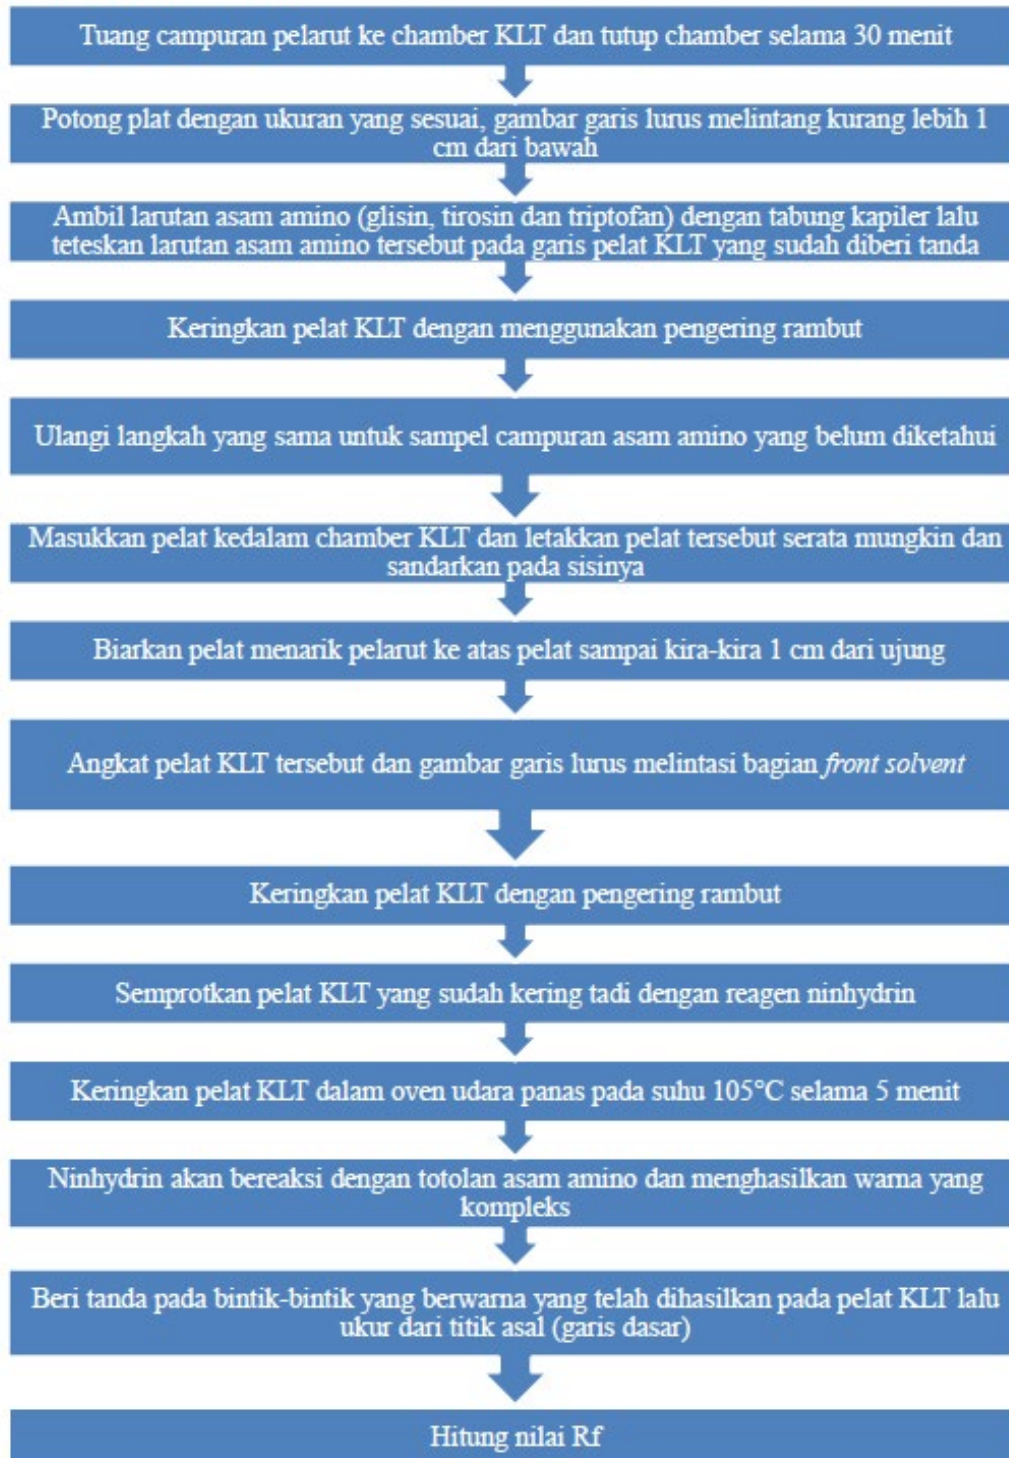 Tuang campuran pelarut ke chamber KLT dan tutup chamber selama 30 menit
Potong plat dengan ukuran yang sesuai, gambar garis lurus melintang kurang lebih 1
cm dari bawah
Ambil larutan asam amino (glisin, tirosin dan triptofan) dengan tabung kapiler lalu
teteskan larutan asam amino tersebut pada garis pelat KLT yang sudah diberi tanda
Keringkan pelat KLT dengan menggunakan pengering rambut
Ulangi langkah yang sama untuk sampel campuran asam amino yang belum diketahui
Masukkan pelat kedalam chamber KLT dan letakkan pelat tersebut serata mungkin dan
sandarkan pada sisinya
Biarkan pelat menarik pelarut ke atas pelat sampai kira-kira 1 cm dari ujung
Angkat pelat KLT tersebut dan gambar garis lurus melintasi bagian front solvent
Keringkan pelat KLT dengan pengering rambut
Semprotkan pelat KLT yang sudah kering tadi dengan reagen ninhydrin
Keringkan pelat KLT dalam oven udara panas pada suhu 105°C selama 5 menit
Ninhydrin akan bereaksi dengan totolan asam amino dan menghasilkan warna yang
kompleks
Beri tanda pada bintik-bintik yang berwarna yang telah dihasilkan pada pelat KLT lalu
ukur dari titik asal (garis dasar)
Hitung nilai Rf